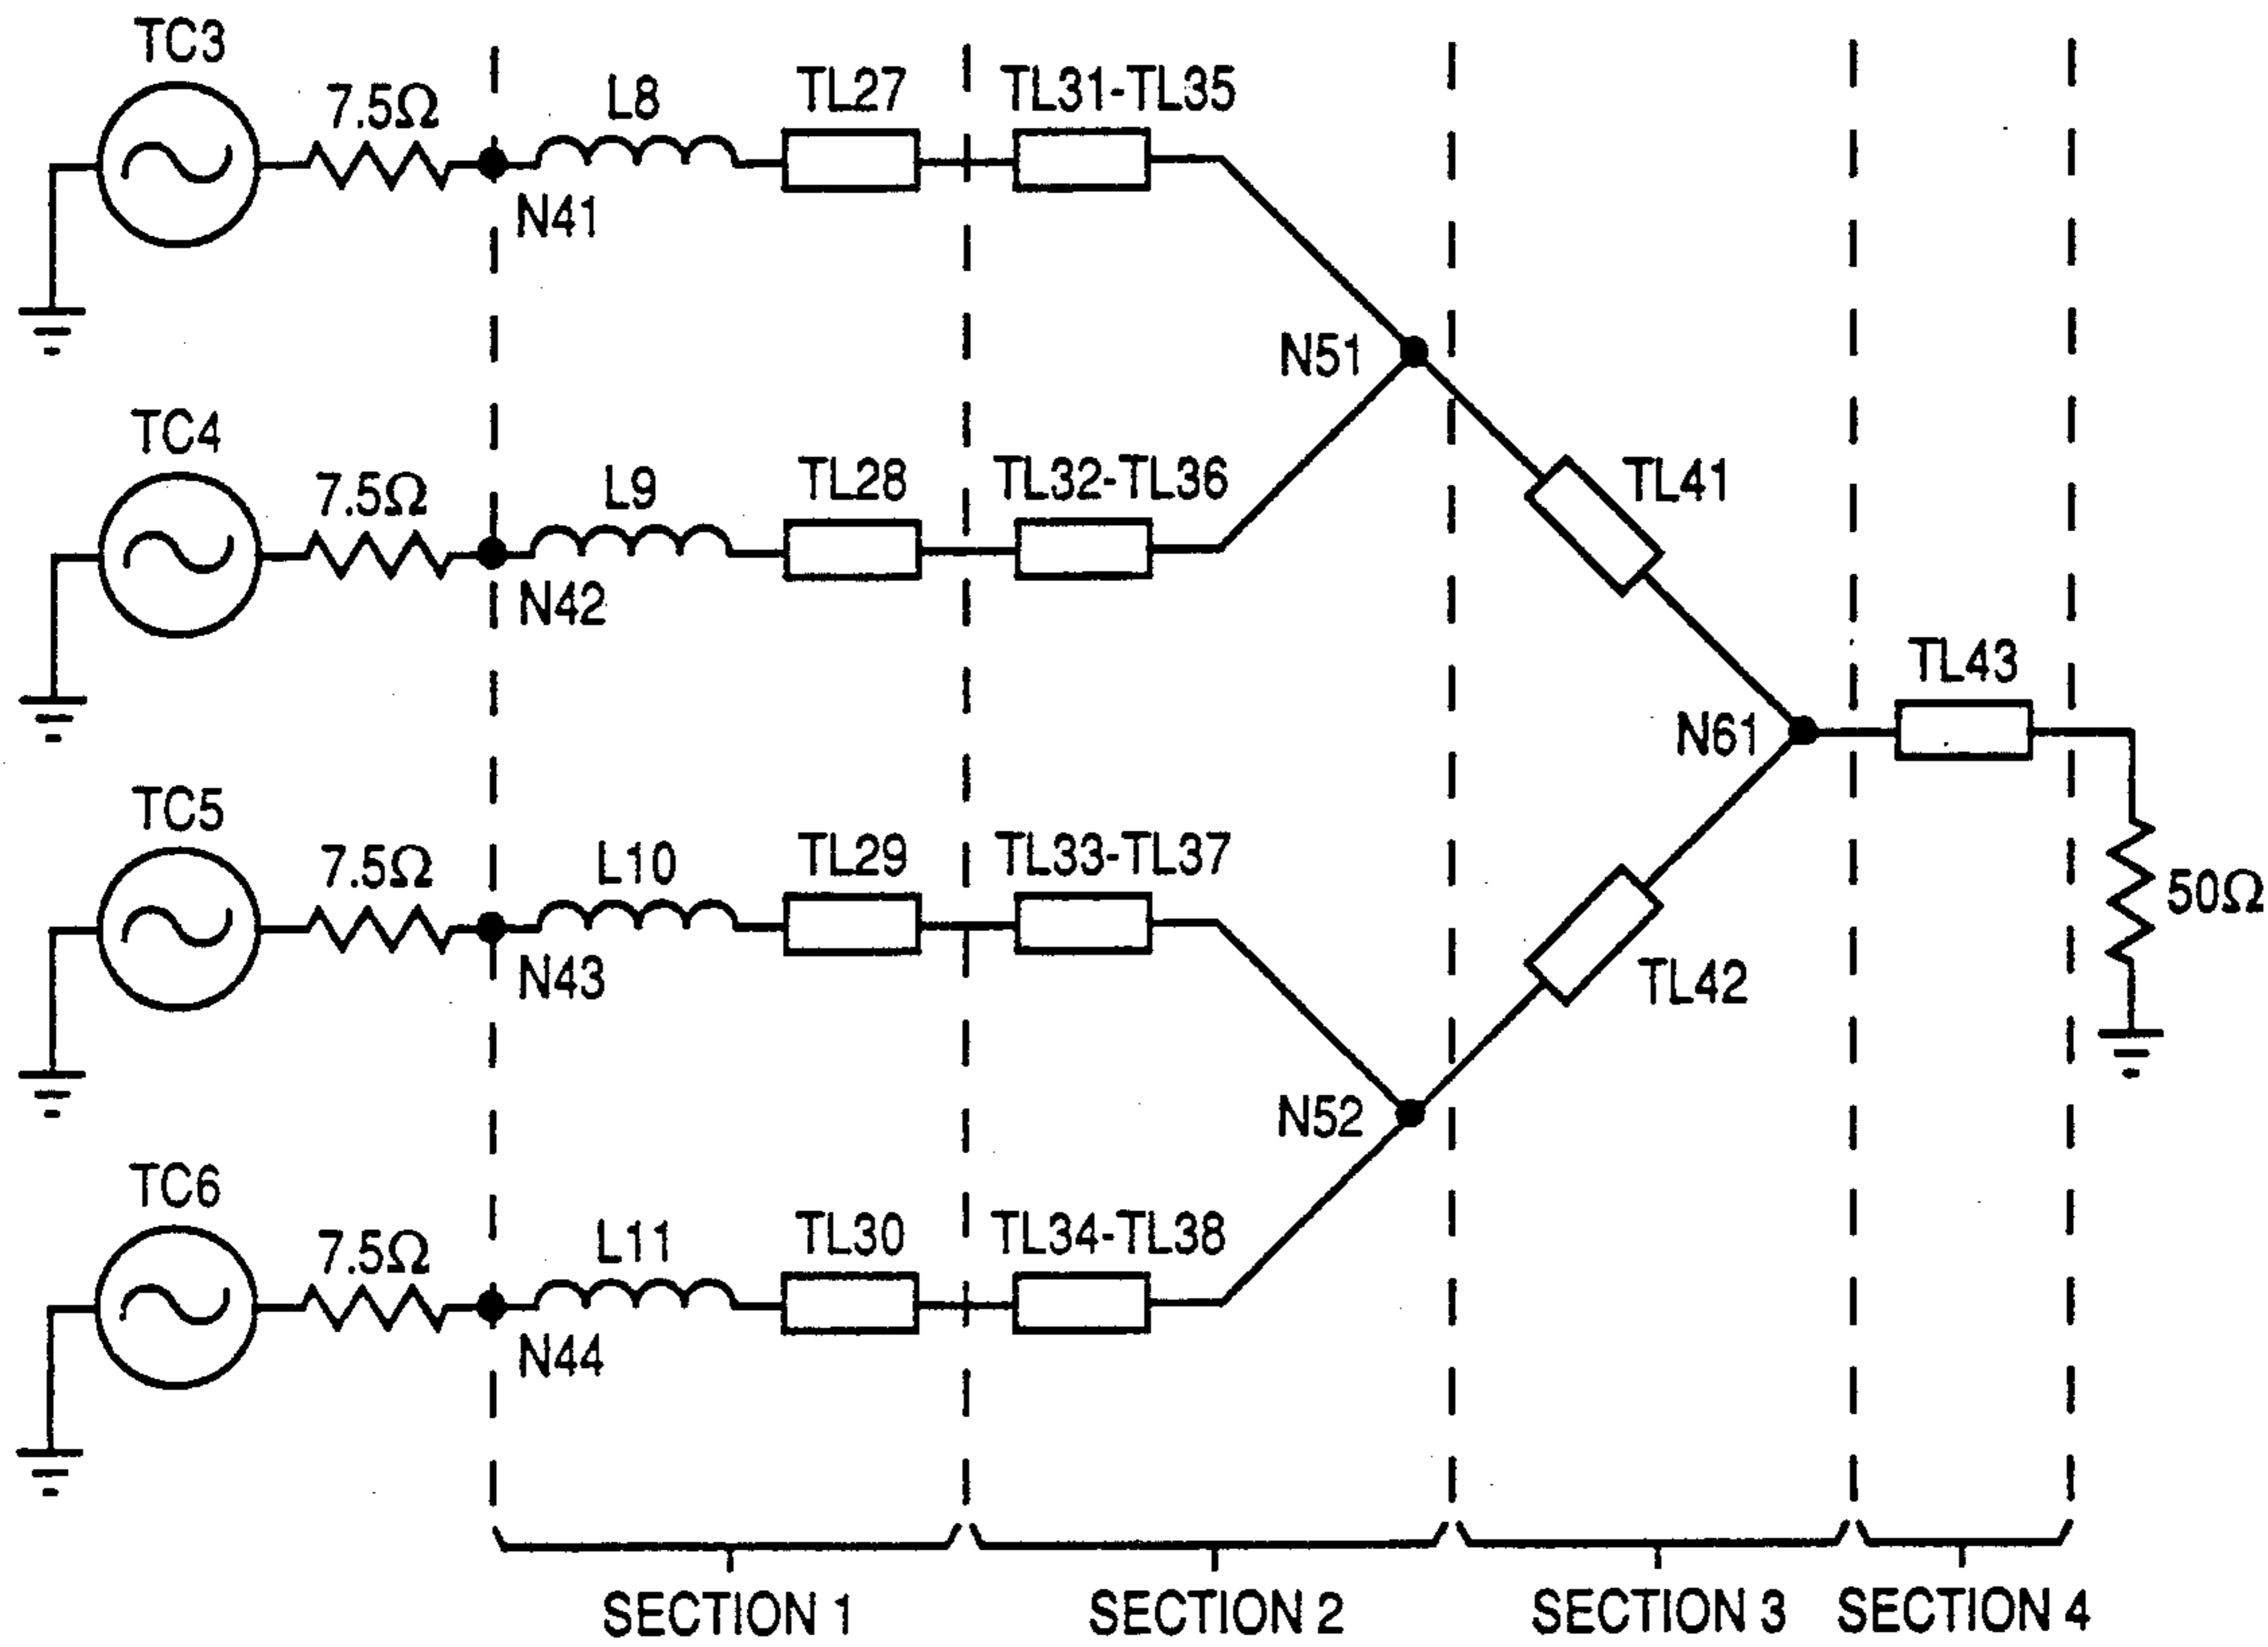 TC3
7.5Ω
L8
TL27
TL31-TL35
N41
N51
TC4
7.5Ω
L9
TL28
TL32-TL36
TL41
N42
TL43
N61
TC5
7.5Ω
L10
TL29
TL33-TL37
50Ω
N43
TL42
N52
TC6
7.5Ω
L11
TL30
TL34-TL38
N44
SECTION 1
SECTION 2
SECTION 3
SECTION 4